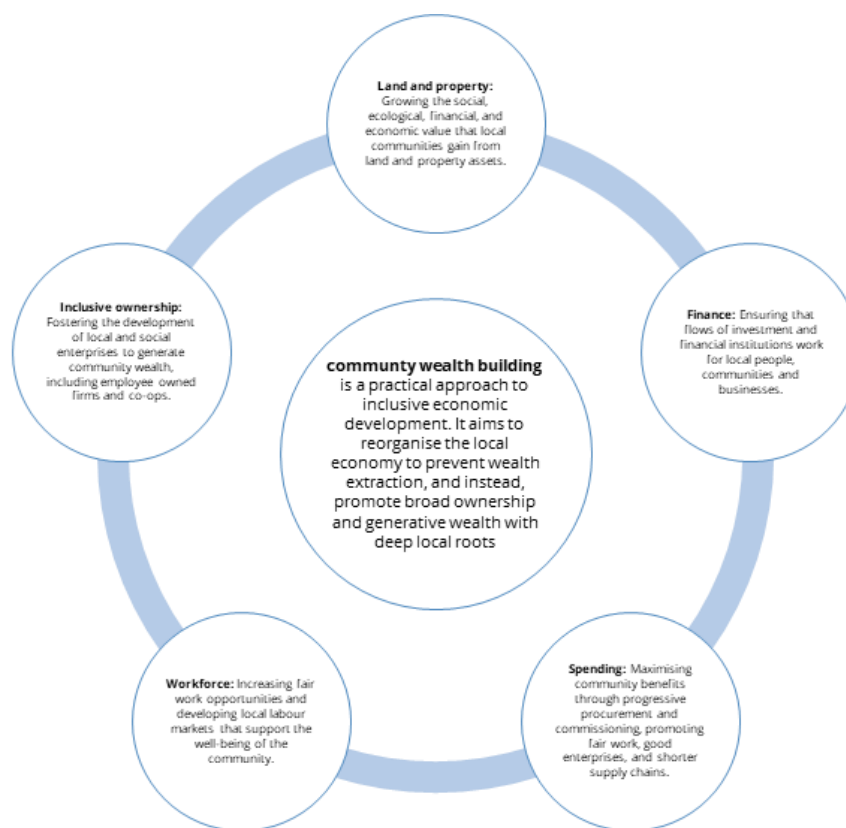 Land and property:
Growing the social,
ecological, financial, and
economic value that local
communities gain from
land and property assets.
Inclusive ownership:
Fostering the development
of local and social
enterprises to generate
community wealth,
including employee owned
firms and co-ops.
Finance: Ensuring that
flows of investment and
financial institutions work
for local people,
communities and
businesses.
communty wealth building
is a practical approach to
inclusive economic
development. It aims to
reorganise the local
economy to prevent wealth
extraction, and instead,
promote broad ownership
and generative wealth with
deep local roots
Workforce: Increasing fair
work opportunities and
developing local labour
markets that support the
well-being of the
community.
Spending: Maximising
community benefits
through progressive
procurement and
commissioning, promoting
fair work, good
enterprises, and shorter
supply chains.